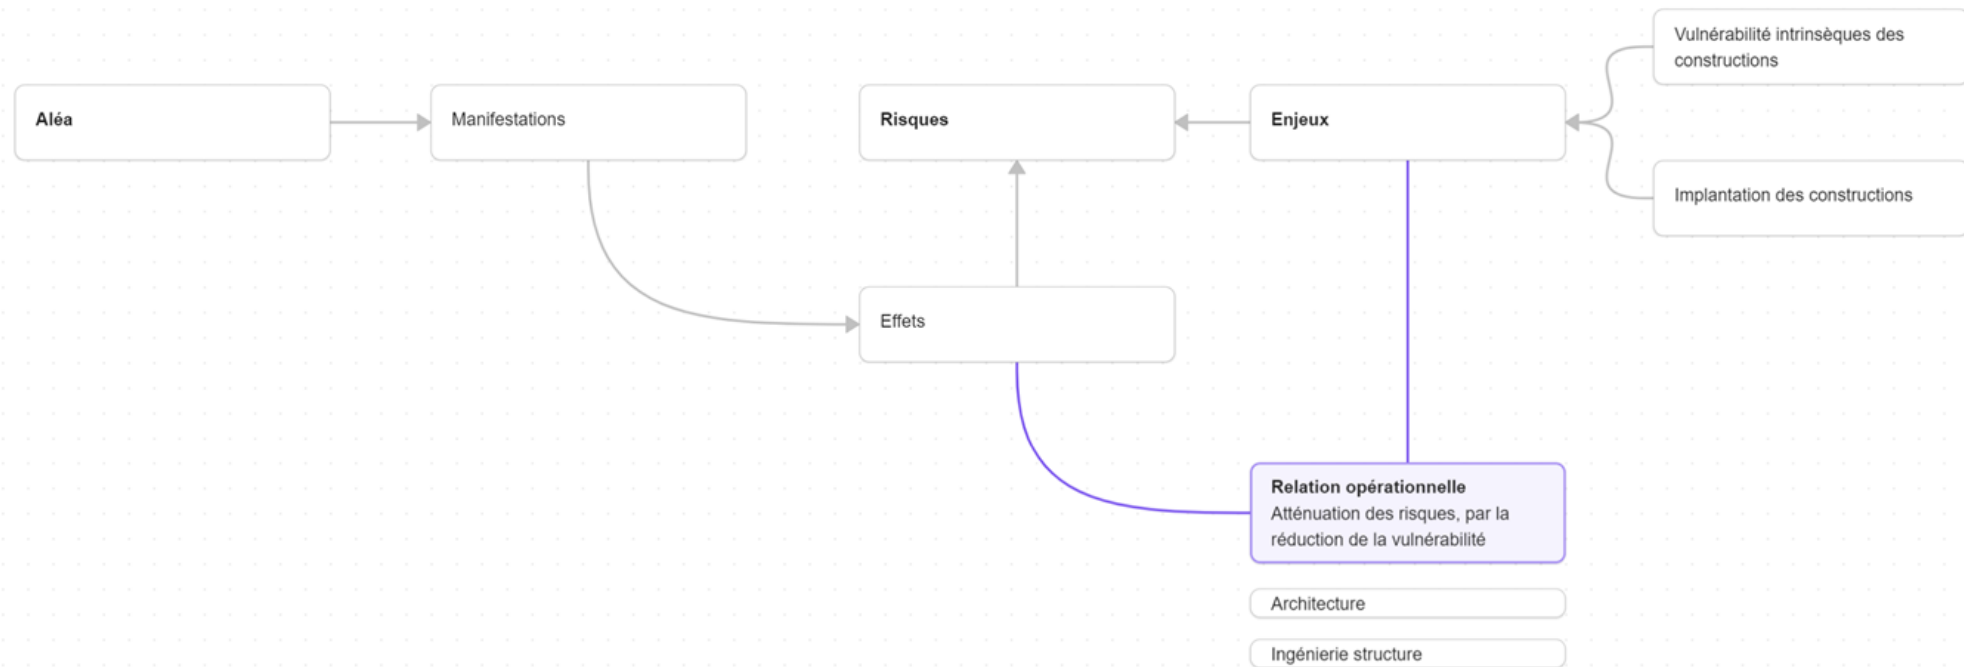 Vulnérabilité intrinsèques des
constructions
Aléa
Manifestations
Risques
Enjeux
Implantation des constructions
Effets
Relation opérationnelle
Atténuation des risques, par la
réduction de la vulnérabilité
Architecture
Ingénierie structure